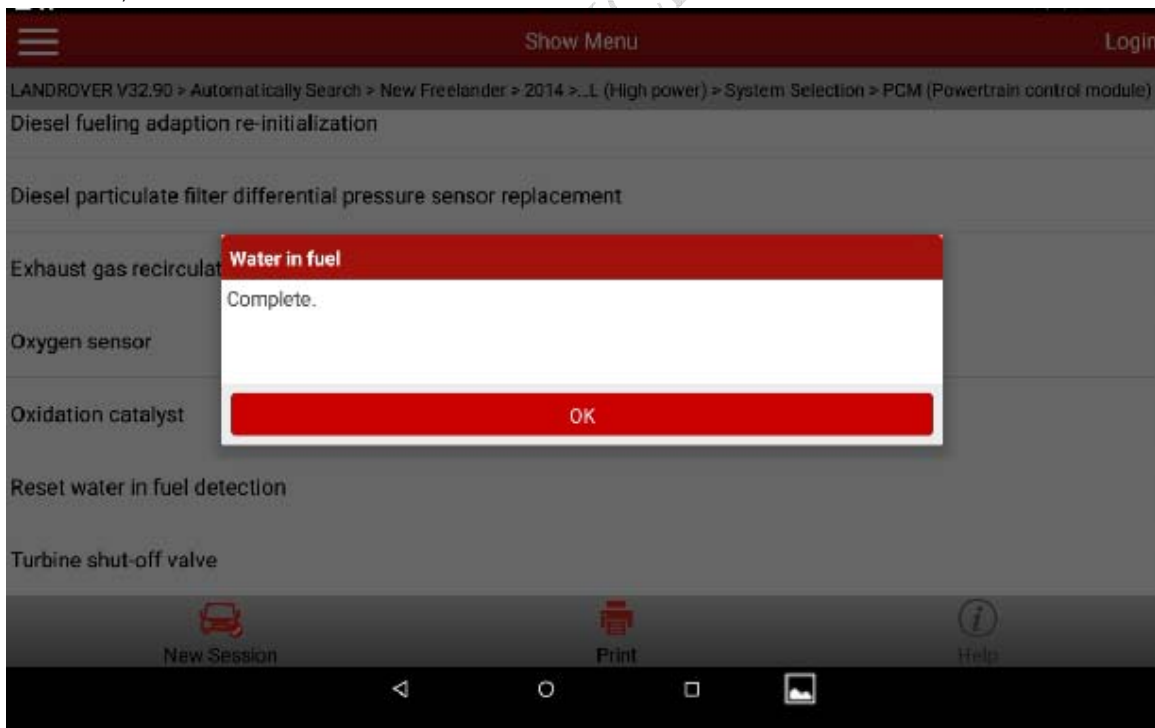 Show Menu
Login
LANDROVER V32.90 > Automatically Search > New Freelander > 2014 >...L (High power) > System Selection > PCM (Powertrain control module)
Diesel fueling adaption re-initialization
Diesel particulate filter differential pressure sensor replacement
Exhaust gas recirculat
Water in fuel
Complete.
Oxygen sensor
OK
Oxidation catalyst
Reset water in fuel detection
Turbine shut-off valve
New Session
Print
Help